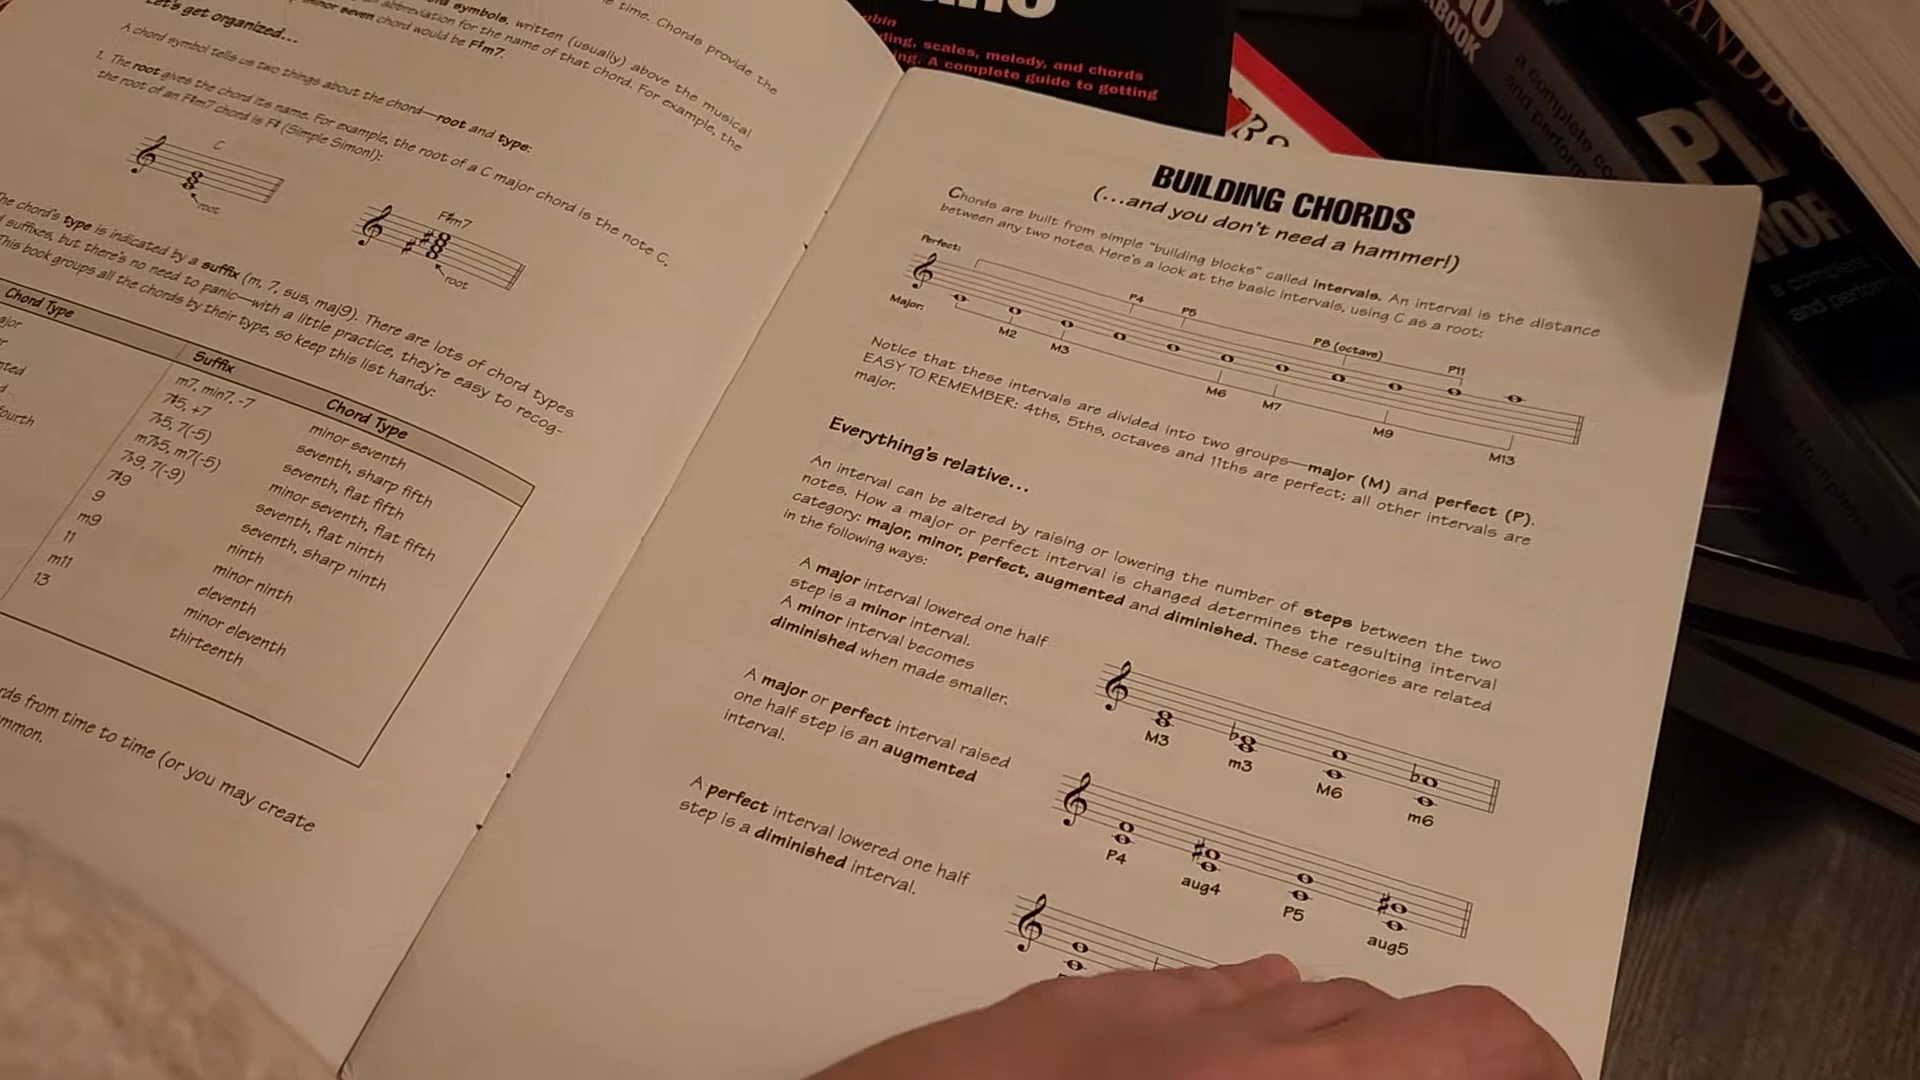 Let's get organized...
symbols, written (usually) above the musical
abbreviation for the name of that chord. For example, the
minor seven chord would be F♯m7.
time. Chords provide the
A chord symbol tells us two things about the chord—root and type:
1. The root gives the chord its name. For example, the root of a C major chord is the note C,
the root of an F♯m7 chord is F♯ (Simple Simon!):
C
root
F♯m7
root
The chord's type is indicated by a suffix (m, 7, sus, maj9). There are lots of chord types
suffixes, but there's no need to panic—with a little practice, they're easy to recog-
This book groups all the chords by their type, so keep this list handy:
Chord Type
Suffix
Chord Type
m7, min7, -7
minor seventh
7♯5, +7
seventh, sharp fifth
7♭5, 7(-5)
seventh, flat fifth
m7♭5, m7(-5)
minor seventh, flat fifth
7♭9, 7(-9)
seventh, flat ninth
7♯9
seventh, sharp ninth
9
ninth
m9
minor ninth
11
eleventh
m11
minor eleventh
13
thirteenth
from time to time (or you may create
BUILDING CHORDS
(...and you don't need a hammer!)
Chords are built from simple "building blocks" called intervals. An interval is the distance
between any two notes. Here's a look at the basic intervals, using C as a root:
Perfect:
P4
P5
P8 (octave)
P11
Major:
M2
M3
M6
M7
M9
M13
Notice that these intervals are divided into two groups—major (M) and perfect (P).
EASY TO REMEMBER: 4ths, 5ths, octaves and 11ths are perfect; all other intervals are
major.
Everything's relative...
An interval can be altered by raising or lowering the number of steps between the two
notes. How a major or perfect interval is changed determines the resulting interval
category: major, minor, perfect, augmented and diminished. These categories are related
in the following ways:
A major interval lowered one half
step is a minor interval.
A minor interval becomes
diminished when made smaller.
M3
m3
M6
m6
A major or perfect interval raised
one half step is an augmented
interval.
P4
aug4
P5
aug5
A perfect interval lowered one half
step is a diminished interval.
ding, scales, melody, and chords
A complete guide to getting
a complete
and perform